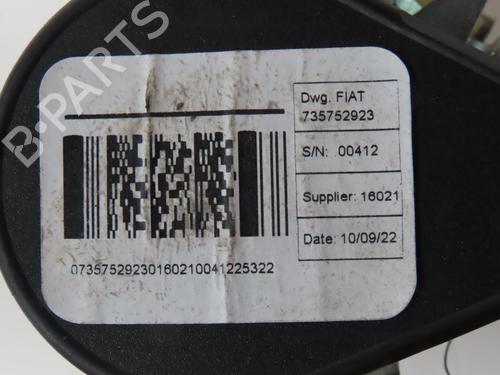 Dwg. FIAT
735752923
S/N: 00412
Supplier: 16021
Date: 10/09/22
07357529230160210041225322
B-PARTS